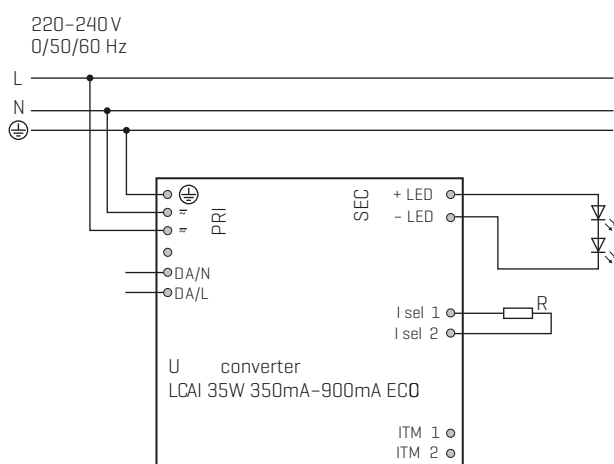 220–240 V
0/50/60 Hz
L
N
PRI
SEC
+ LED
– LED
DA/N
DA/L
I sel 1
I sel 2
R
U converter
LCAI 35W 350mA–900mA ECO
ITM 1
ITM 2